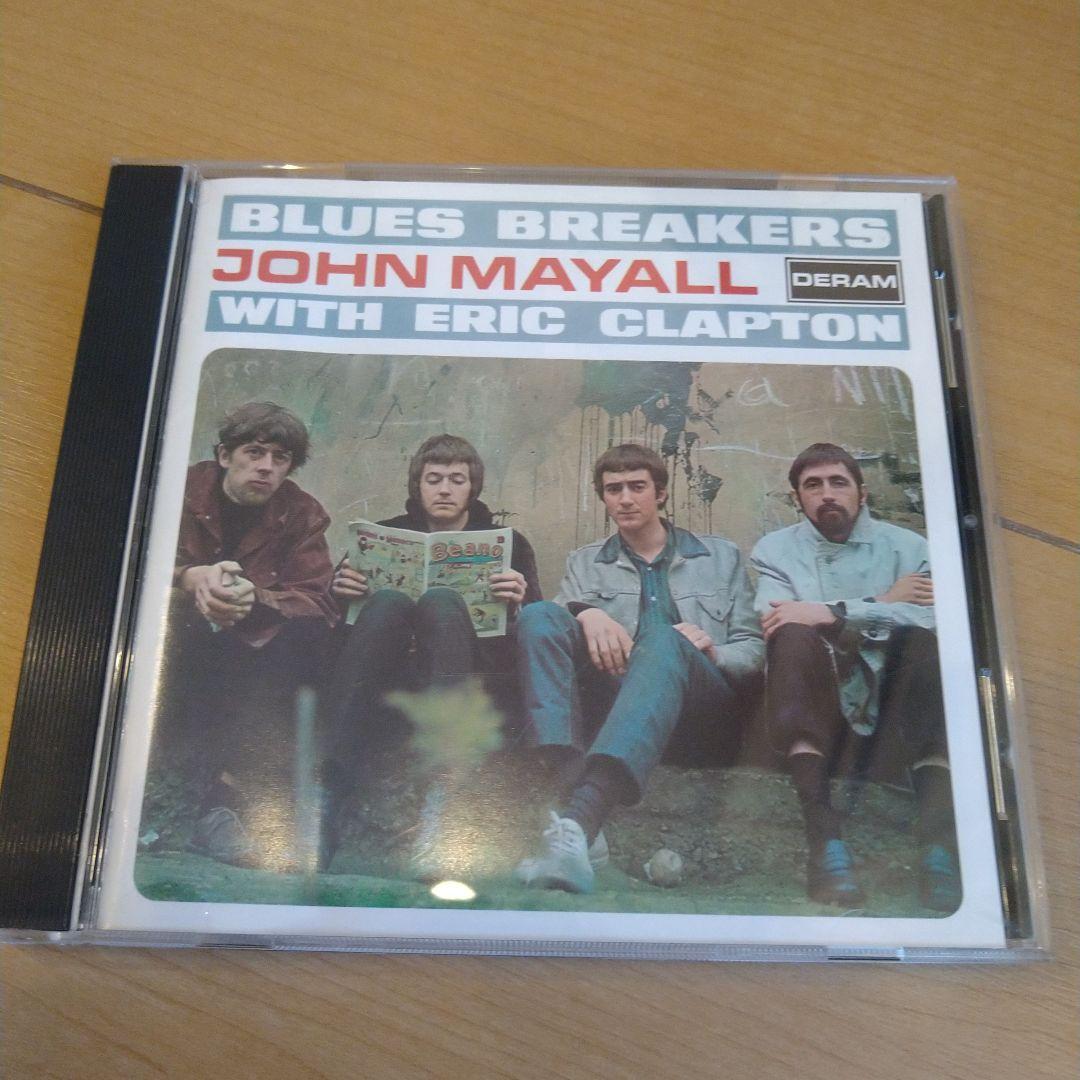 BLUES BREAKERS
JOHN MAYALL
DERAM
WITH ERIC CLAPTON
Beano